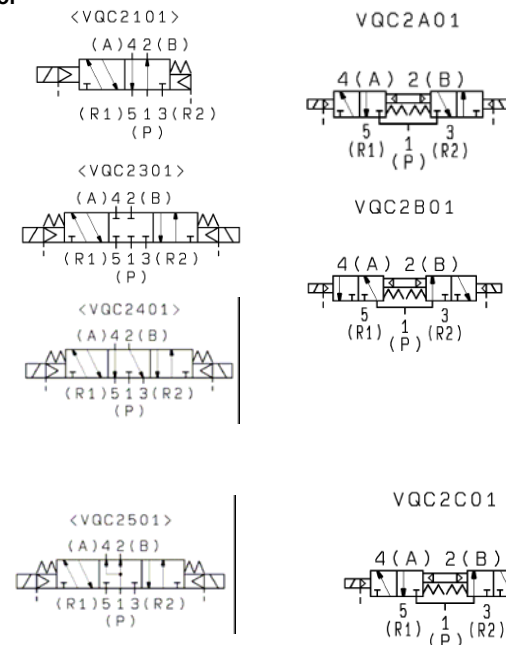 <VQC2101>
(A)42(B)
(R1)513(R2)
(P)
<VQC2301>
(A)42(B)
(R1)513(R2)
(P)
<VQC2401>
(A)42(B)
(R1)513(R2)
(P)
<VQC2501>
(A)42(B)
(R1)513(R2)
(P)
VQC2A01
4(A) 2(B)
5 1 3
(R1) (P) (R2)
VQC2B01
4(A) 2(B)
5 1 3
(R1) (P) (R2)
VQC2C01
4(A) 2(B)
5 1 3
(R1) (P) (R2)